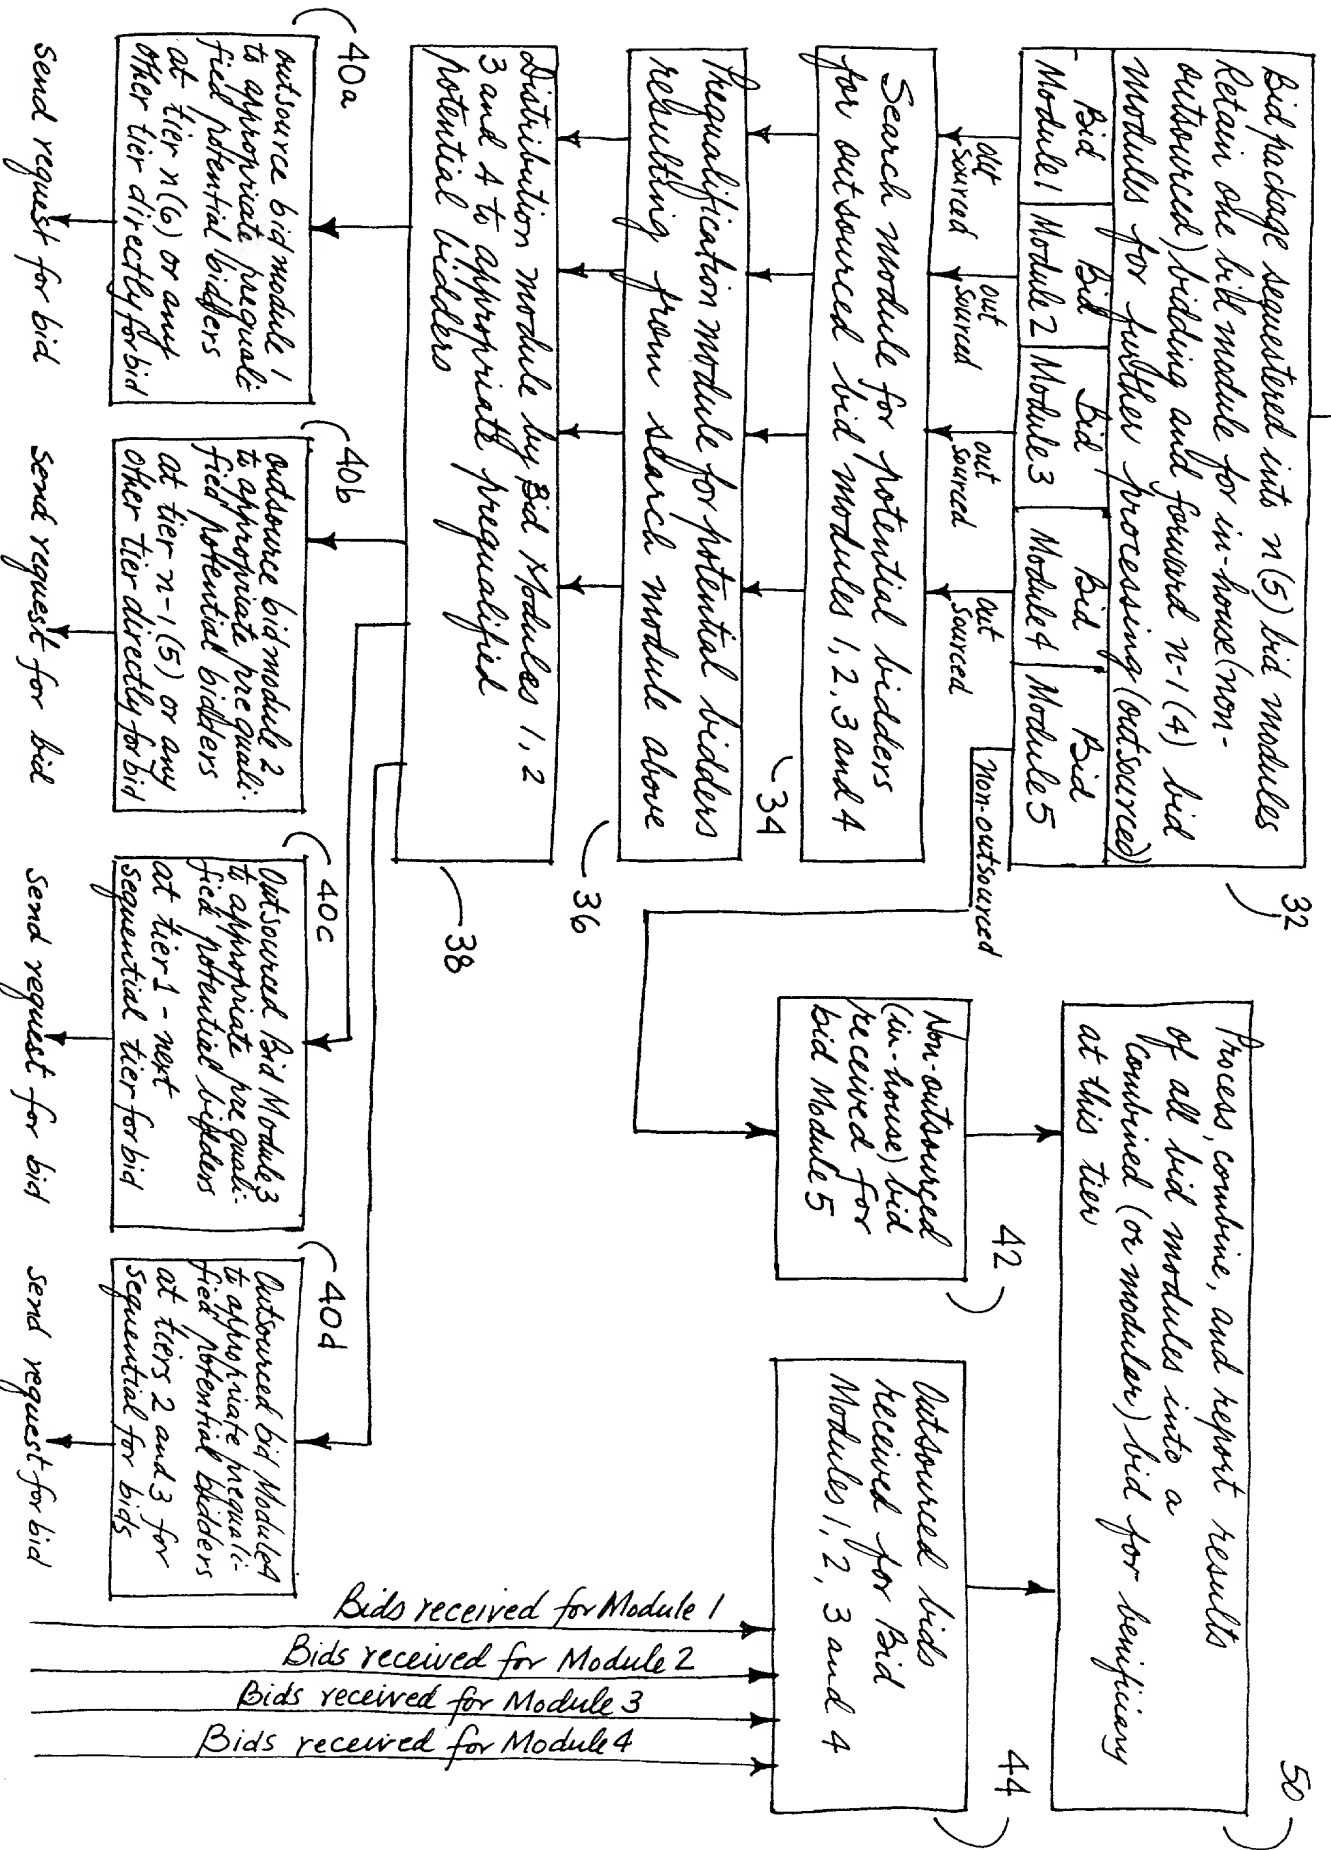 Bid package sequestered into n(5) bid modules
Retain one bid module for in-house (non-
outsourced) bidding and forward n-1(4) bid
modules for further processing (outsourced)
32
Bid
Module 1
Bid
Module 2
Bid
Module 3
Bid
Module 4
Bid
Module 5
out
sourced
out
sourced
out
sourced
out
sourced
Non-outsourced
Search module for potential bidders
for outsourced bid modules 1, 2, 3 and 4
34
Prequalification module for potential bidders
resulting from search module above
36
Distribution module by Bid Modules 1, 2
3 and 4 to appropriate prequalified
potential bidders
38
40a
outsource bid module 1
to appropriate prequali-
fied potential bidders
at tier n(6) or any
other tier directly for bid
Send request for bid
40b
outsource bid module 2
to appropriate prequali-
fied potential bidders
at tier n-1(5) or any
other tier directly for bid
Send request for bid
40c
Outsourced Bid Module 3
to appropriate prequali-
fied potential bidders
at tier 1 - next
sequential tier for bid
Send request for bid
40d
Outsourced bid Module 4
to appropriate prequali-
fied potential bidders
at tiers 2 and 3 for
sequential for bids
Send request for bid
Process, combine, and report results
of all bid modules into a
combined (or modular) bid for benificiary
at this tier
50
Non-outsourced
(in-house) bid
received for
bid Module 5
42
Outsourced bids
received for Bid
Modules 1, 2, 3 and 4
44
Bids received for Module 1
Bids received for Module 2
Bids received for Module 3
Bids received for Module 4